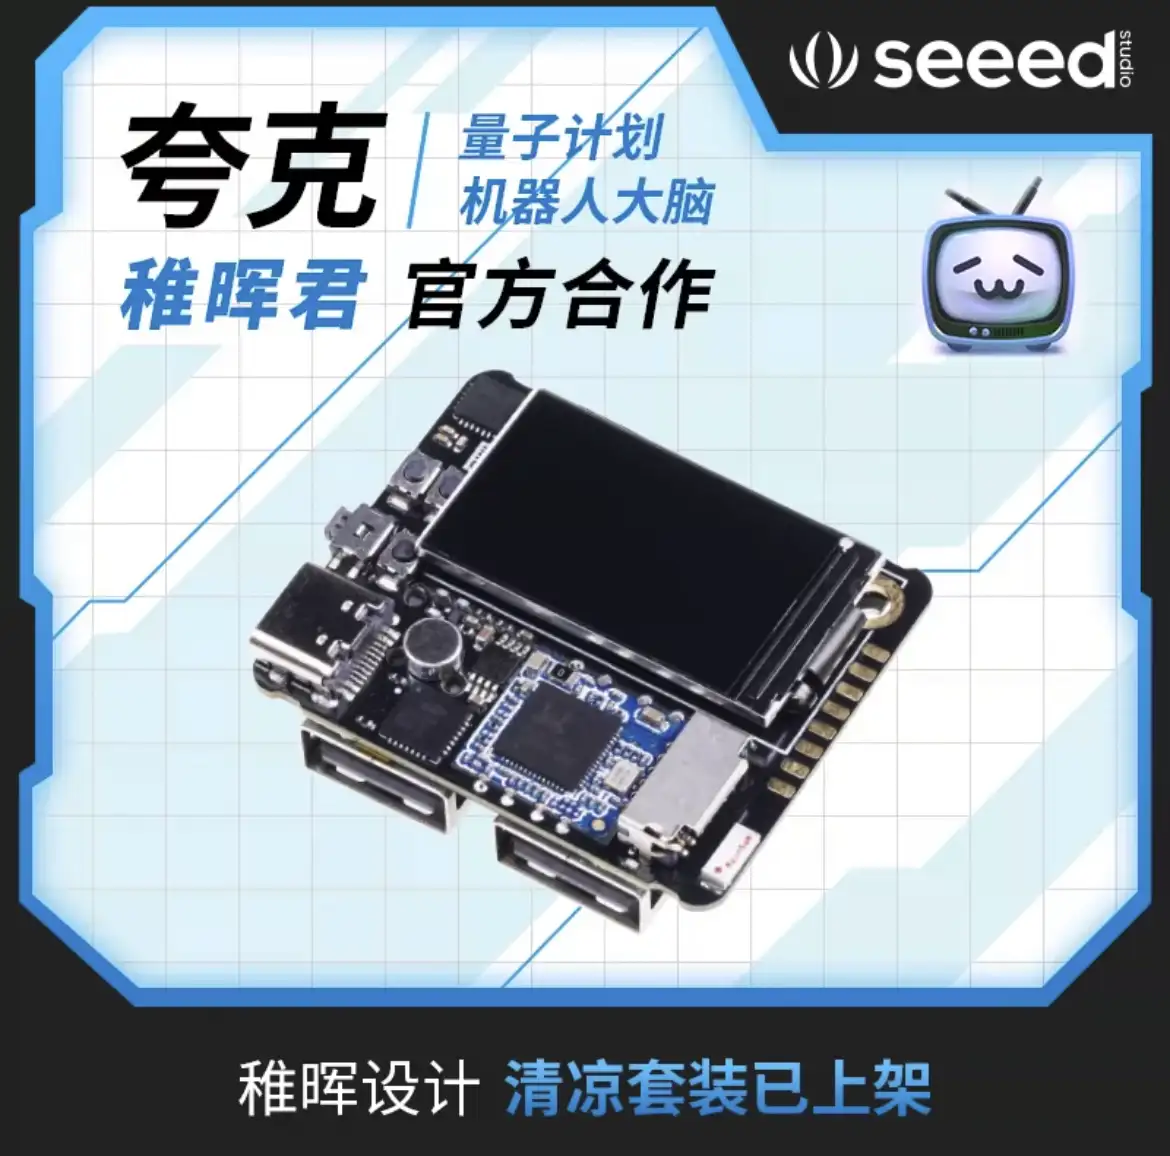 seeed
studio
夸克
量子计划
机器人大脑
稚晖君 官方合作
稚晖设计 清凉套装已上架